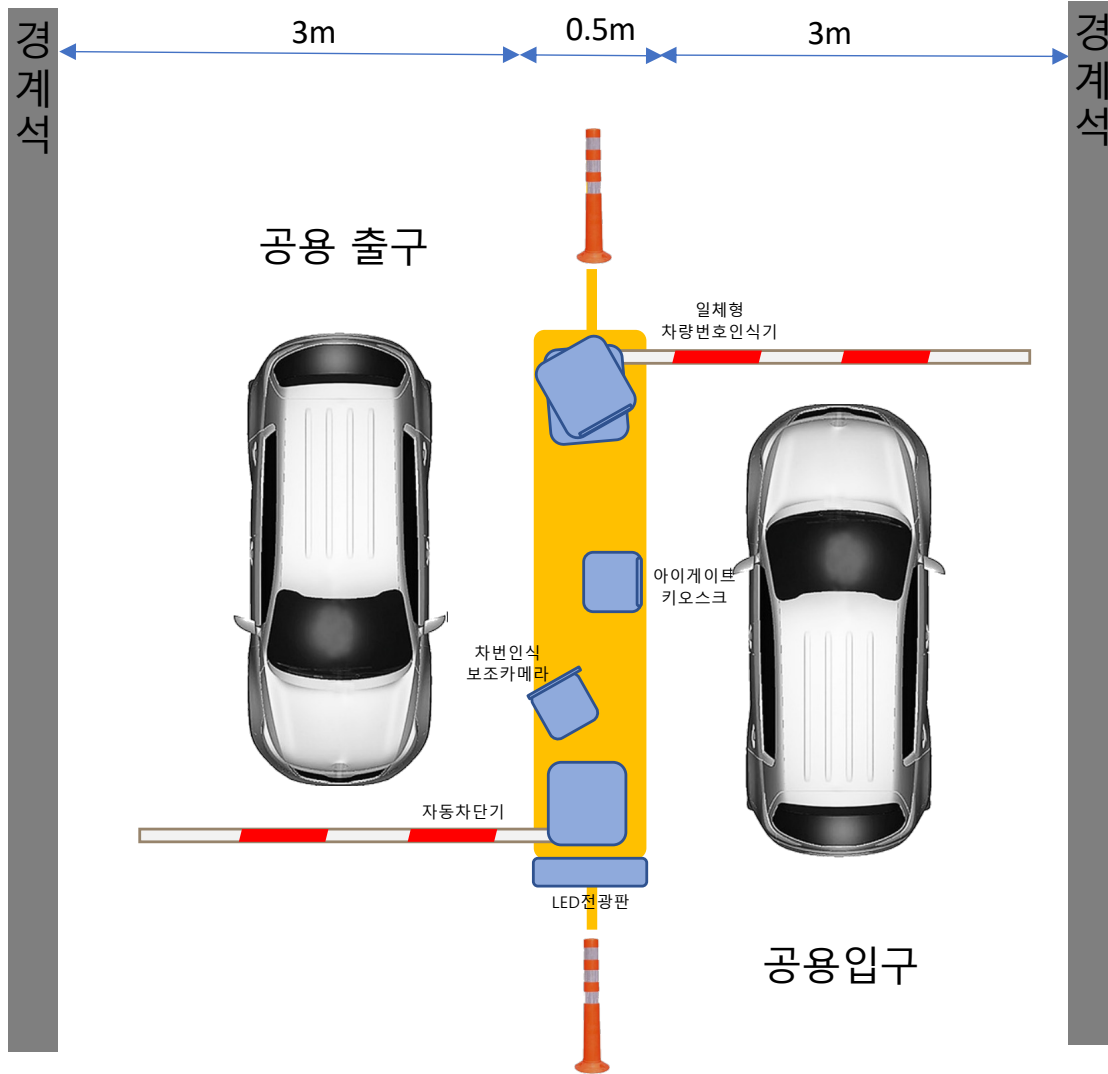 경계석
3m
0.5m
3m
경계석
공용 출구
일체형
차량번호인식기
아이게이트
키오스크
차번인식
보조카메라
자동차단기
LED전광판
공용입구